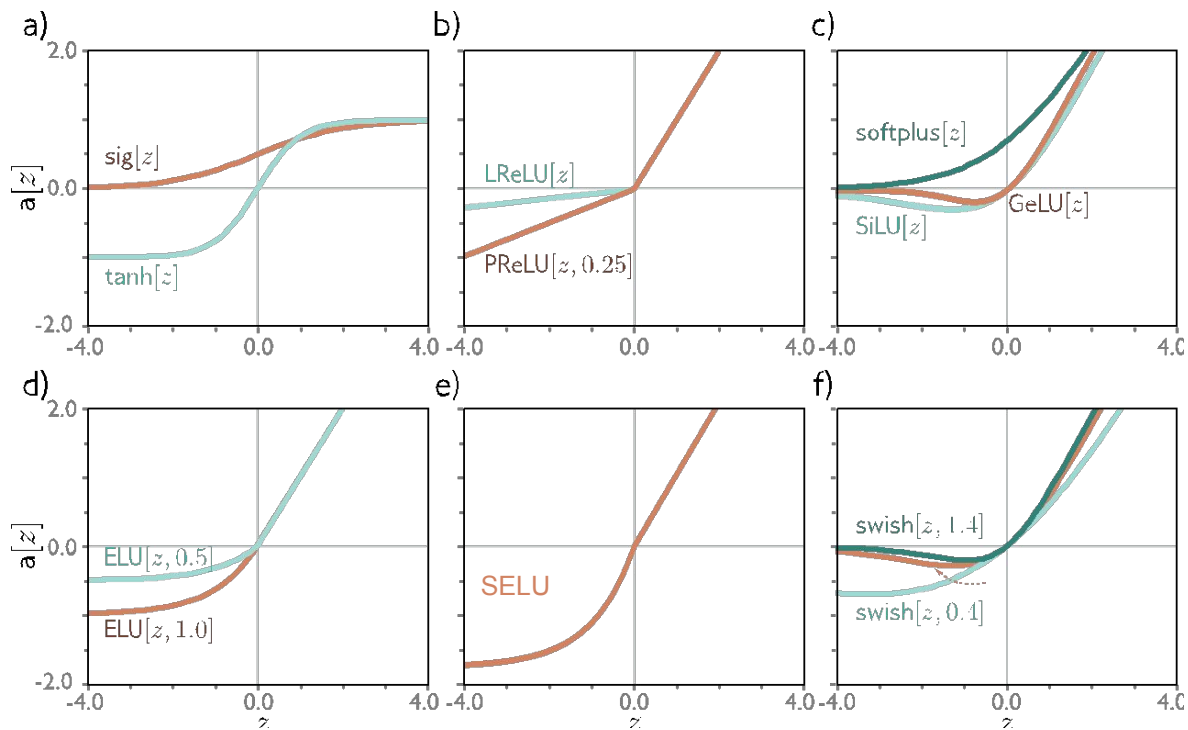 a)
b)
c)
2.0
0.0
-2.0
a[z]
sig[z]
tanh[z]
LReLU[z]
PReLU[z, 0.25]
softplus[z]
GeLU[z]
SiLU[z]
-4.0 0.0 4.0
-4.0 0.0 4.0
-4.0 0.0 4.0
d)
e)
f)
2.0
0.0
-2.0
a[z]
ELU[z, 0.5]
ELU[z, 1.0]
SELU
swish[z, 1.4]
swish[z, 0.4]
-4.0 0.0 4.0
-4.0 0.0 4.0
-4.0 0.0 4.0
z
z
z